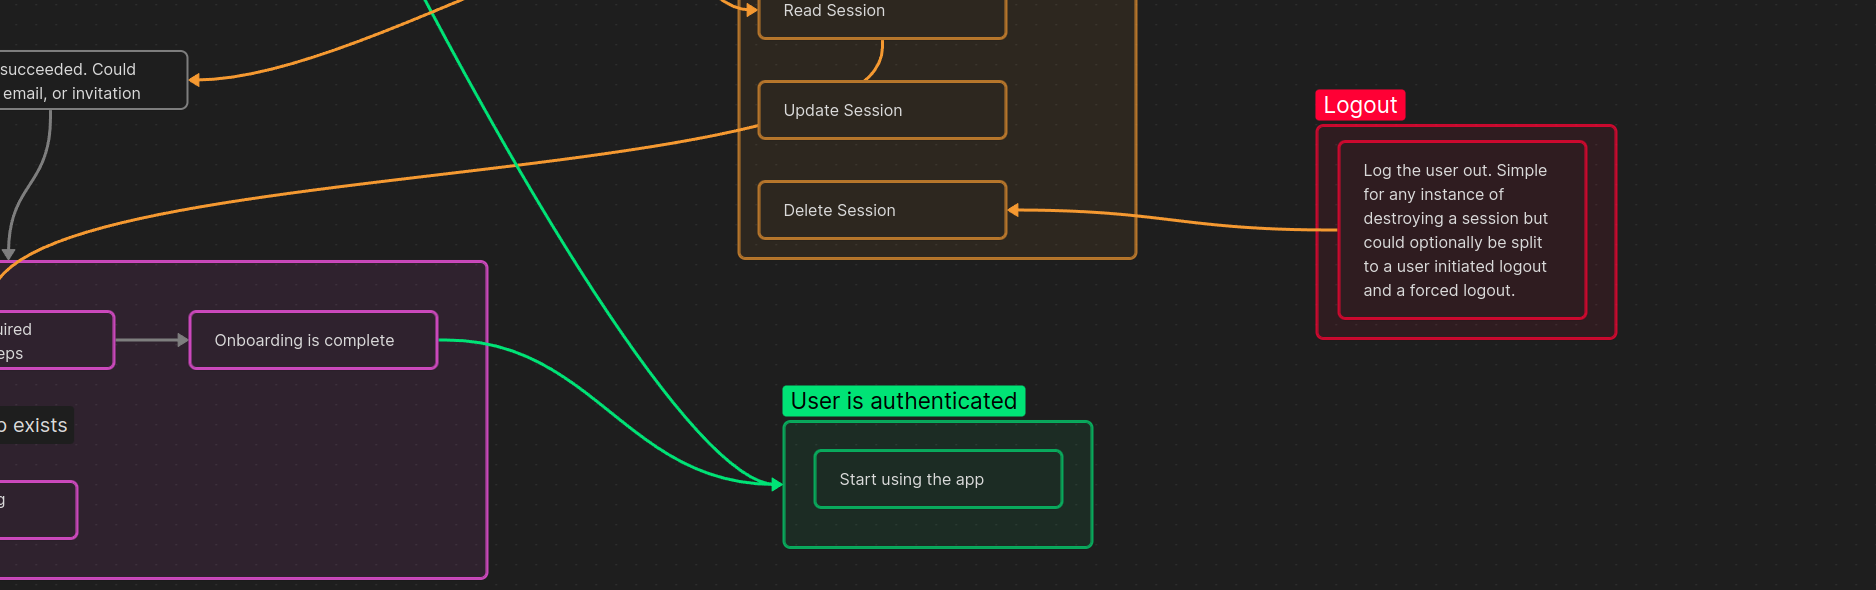 Read Session
succeeded. Could
email, or invitation
Update Session
Logout
Log the user out. Simple
for any instance of
destroying a session but
could optionally be split
to a user initiated logout
and a forced logout.
Delete Session
Onboarding is complete
User is authenticated
exists
Start using the app